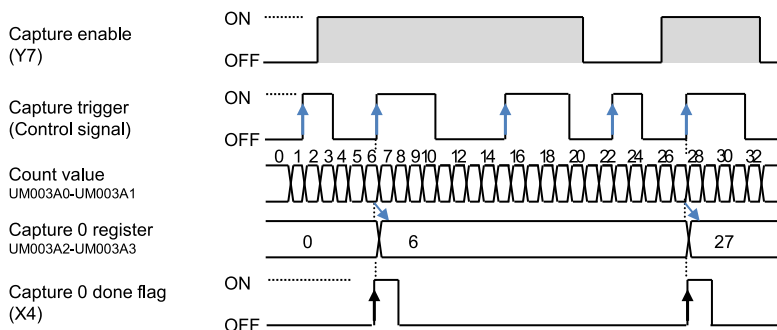 Capture enable
(Y7)
ON
OFF
Capture trigger
(Control signal)
ON
OFF
Count value
UM003A0-UM003A1
0 1 2 3 4 5 6 7 8 9 10 12 14 16 18 20 22 24 26 28 30 32
Capture 0 register
UM003A2-UM003A3
0 6 27
Capture 0 done flag
(X4)
ON
OFF